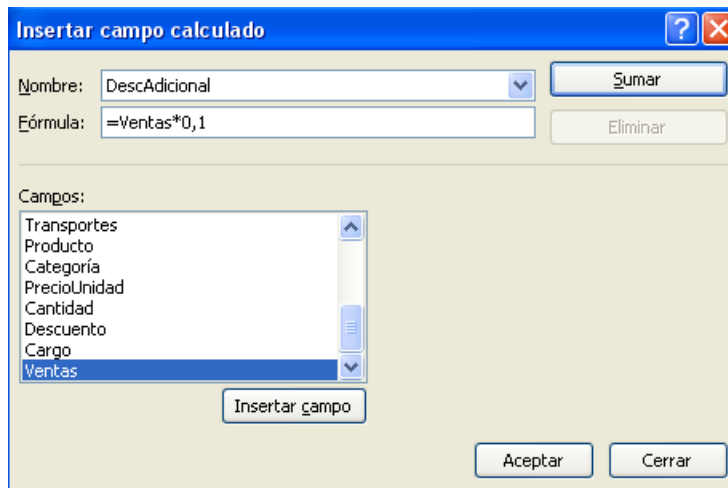 Insertar campo calculado
Nombre: DescAdicional Sumar
Fórmula: =Ventas*0,1 Eliminar
Campos:
Transportes
Producto
Categoría
PrecioUnidad
Cantidad
Descuento
Cargo
Ventas
Insertar campo
Aceptar Cerrar